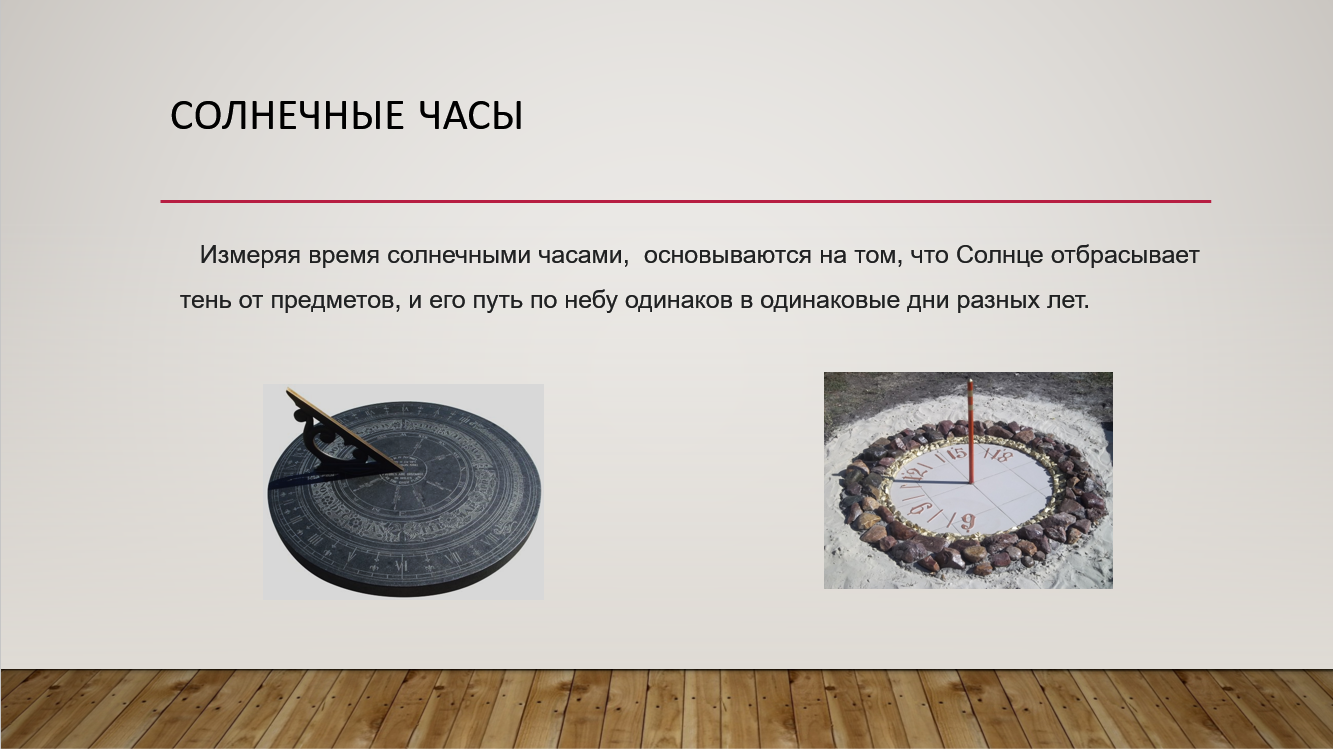 СОЛНЕЧНЫЕ ЧАСЫ
Измеряя время солнечными часами, основываются на том, что Солнце отбрасывает
тень от предметов, и его путь по небу одинаков в одинаковые дни разных лет.
6
9
12
15
18